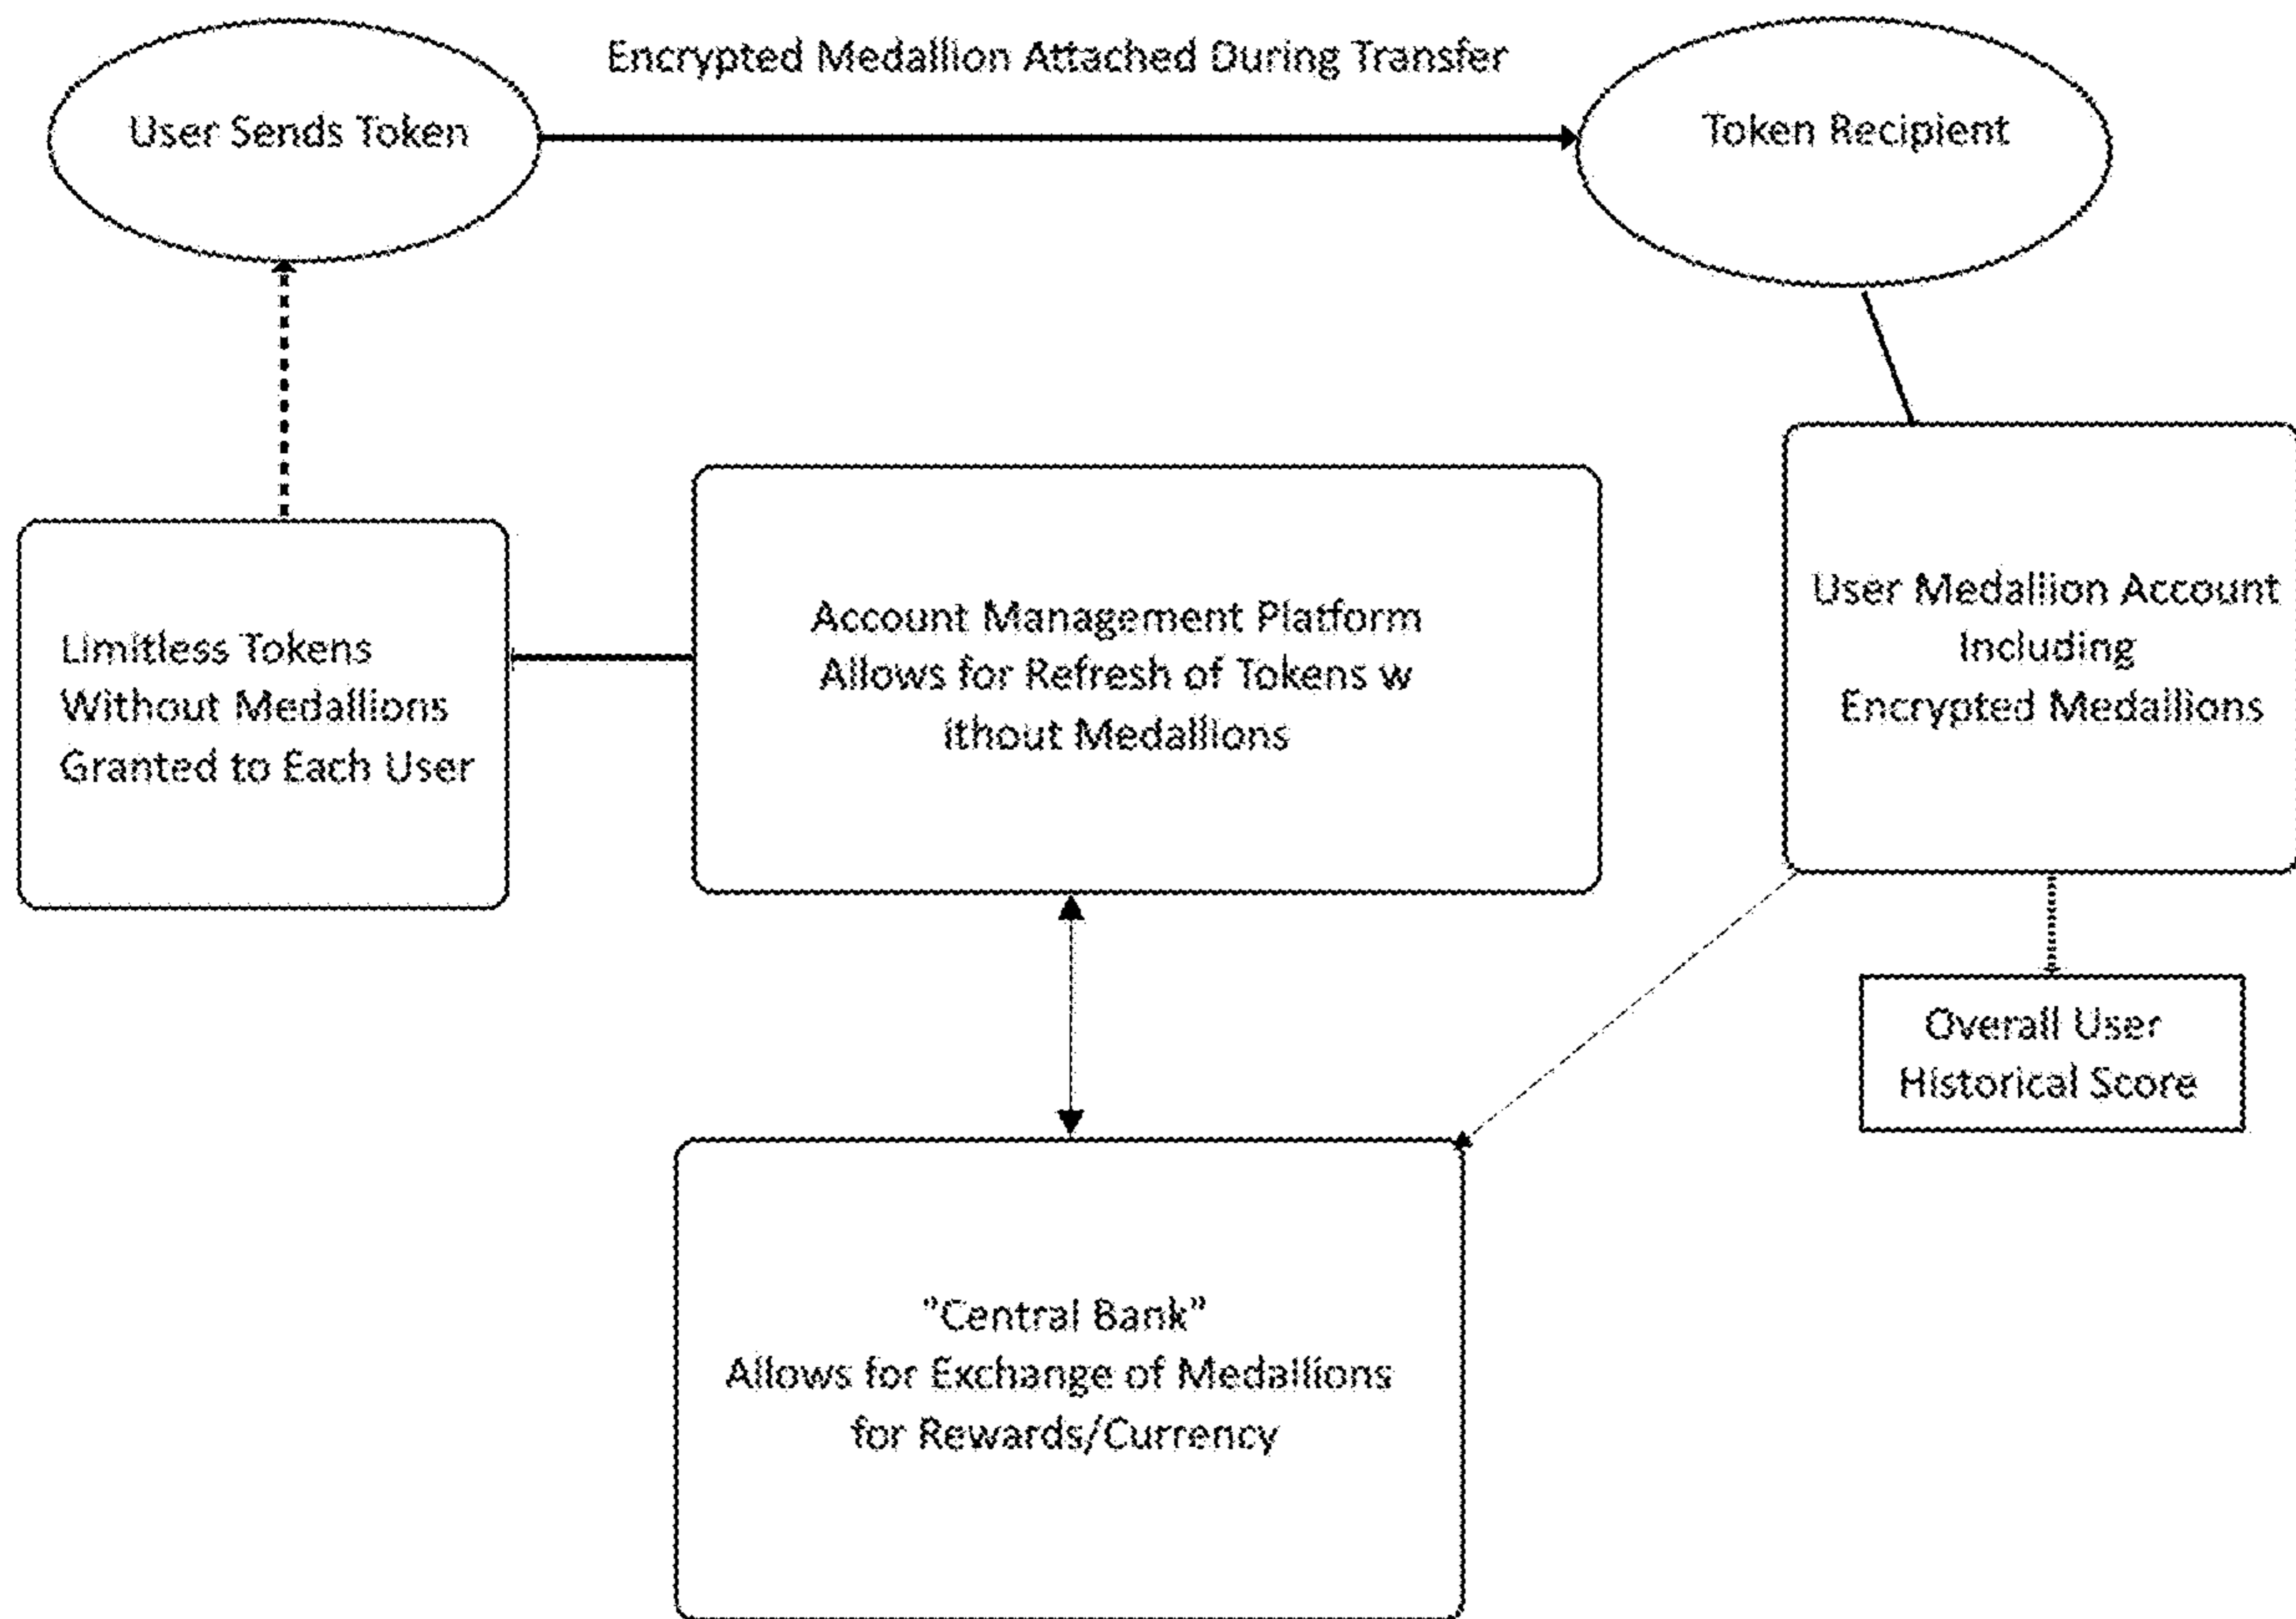 Encrypted Medallion Attached During Transfer
User Sends Token
Token Recipient
Limitless Tokens
Without Medallions
Granted to Each User
Account Management Platform
Allows for Refresh of Tokens w
ithout Medallions
User Medallion Account
Including
Encrypted Medallions
Overall User
Historical Score
"Central Bank"
Allows for Exchange of Medallions
for Rewards/Currency